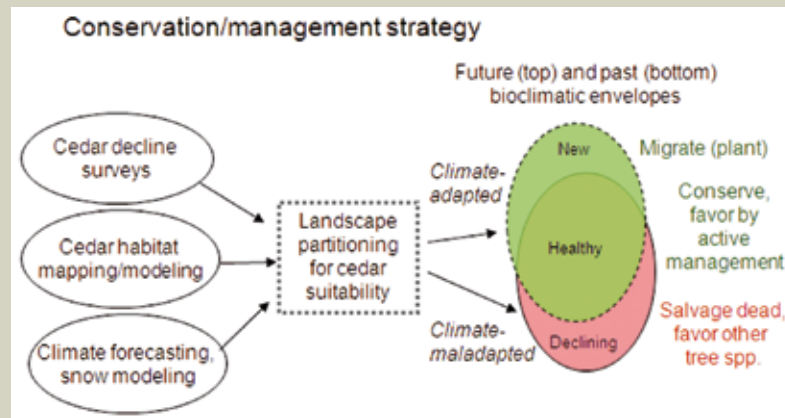 Conservation/management strategy
Future (top) and past (bottom)
bioclimatic envelopes
Cedar decline
surveys
Cedar habitat
mapping/modeling
Climate forecasting,
snow modeling
Landscape
partitioning
for cedar
suitability
Climate-
adapted
Climate-
maladapted
New
Healthy
Declining
Migrate (plant)
Conserve,
favor by
active
management
Salvage dead,
favor other
tree spp.